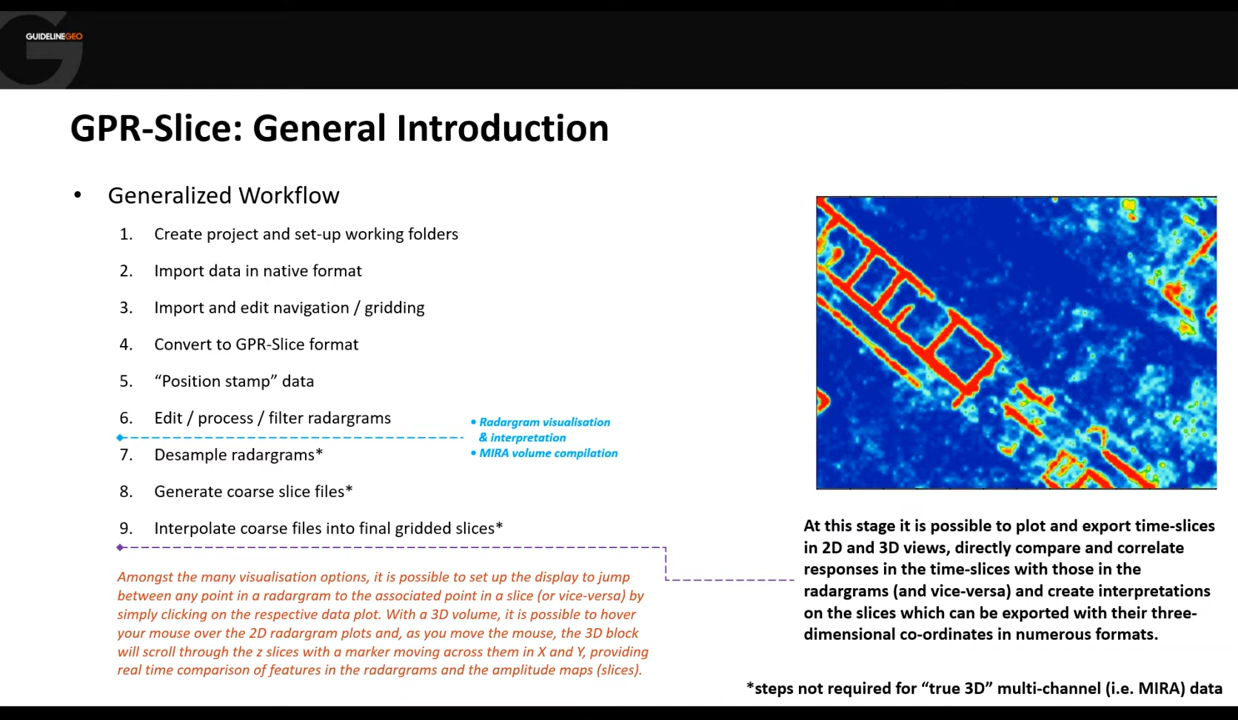 GUIDELINEGEO
GPR-Slice: General Introduction
• Generalized Workflow
1. Create project and set-up working folders
2. Import data in native format
3. Import and edit navigation / gridding
4. Convert to GPR-Slice format
5. “Position stamp” data
6. Edit / process / filter radargrams
• Radargram visualisation
& interpretation
• MIRA volume compilation
7. Desample radargrams*
8. Generate coarse slice files*
9. Interpolate coarse files into final gridded slices*
Amongst the many visualisation options, it is possible to set up the display to jump
between any point in a radargram to the associated point in a slice (or vice-versa) by
simply clicking on the respective data plot. With a 3D volume, it is possible to hover
your mouse over the 2D radargram plots and, as you move the mouse, the 3D block
will scroll through the z slices with a marker moving across them in X and Y, providing
real time comparison of features in the radargrams and the amplitude maps (slices).
At this stage it is possible to plot and export time-slices
in 2D and 3D views, directly compare and correlate
responses in the time-slices with those in the
radargrams (and vice-versa) and create interpretations
on the slices which can be exported with their three-
dimensional co-ordinates in numerous formats.
*steps not required for “true 3D” multi-channel (i.e. MIRA) data